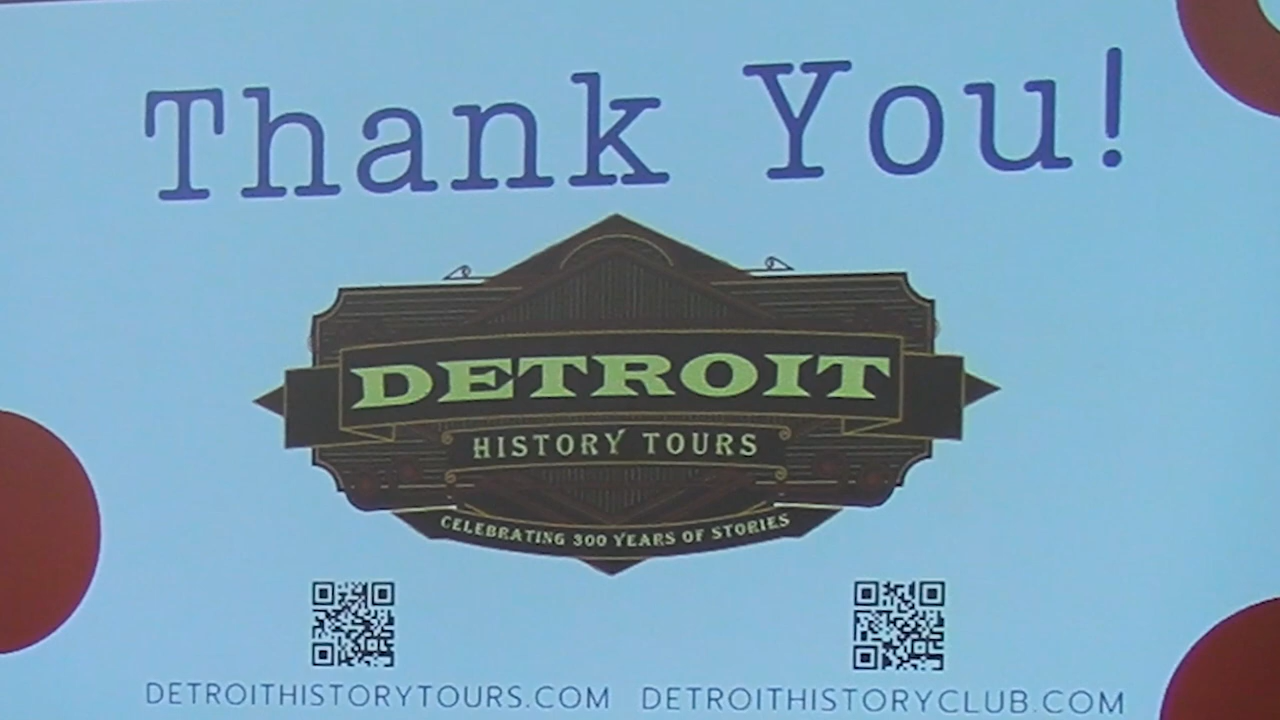 Thank You!
DETROIT
HISTORY TOURS
CELEBRATING 300 YEARS OF STORIES
DETROITHISTORYTOURS.COM DETROITHISTORYCLUB.COM